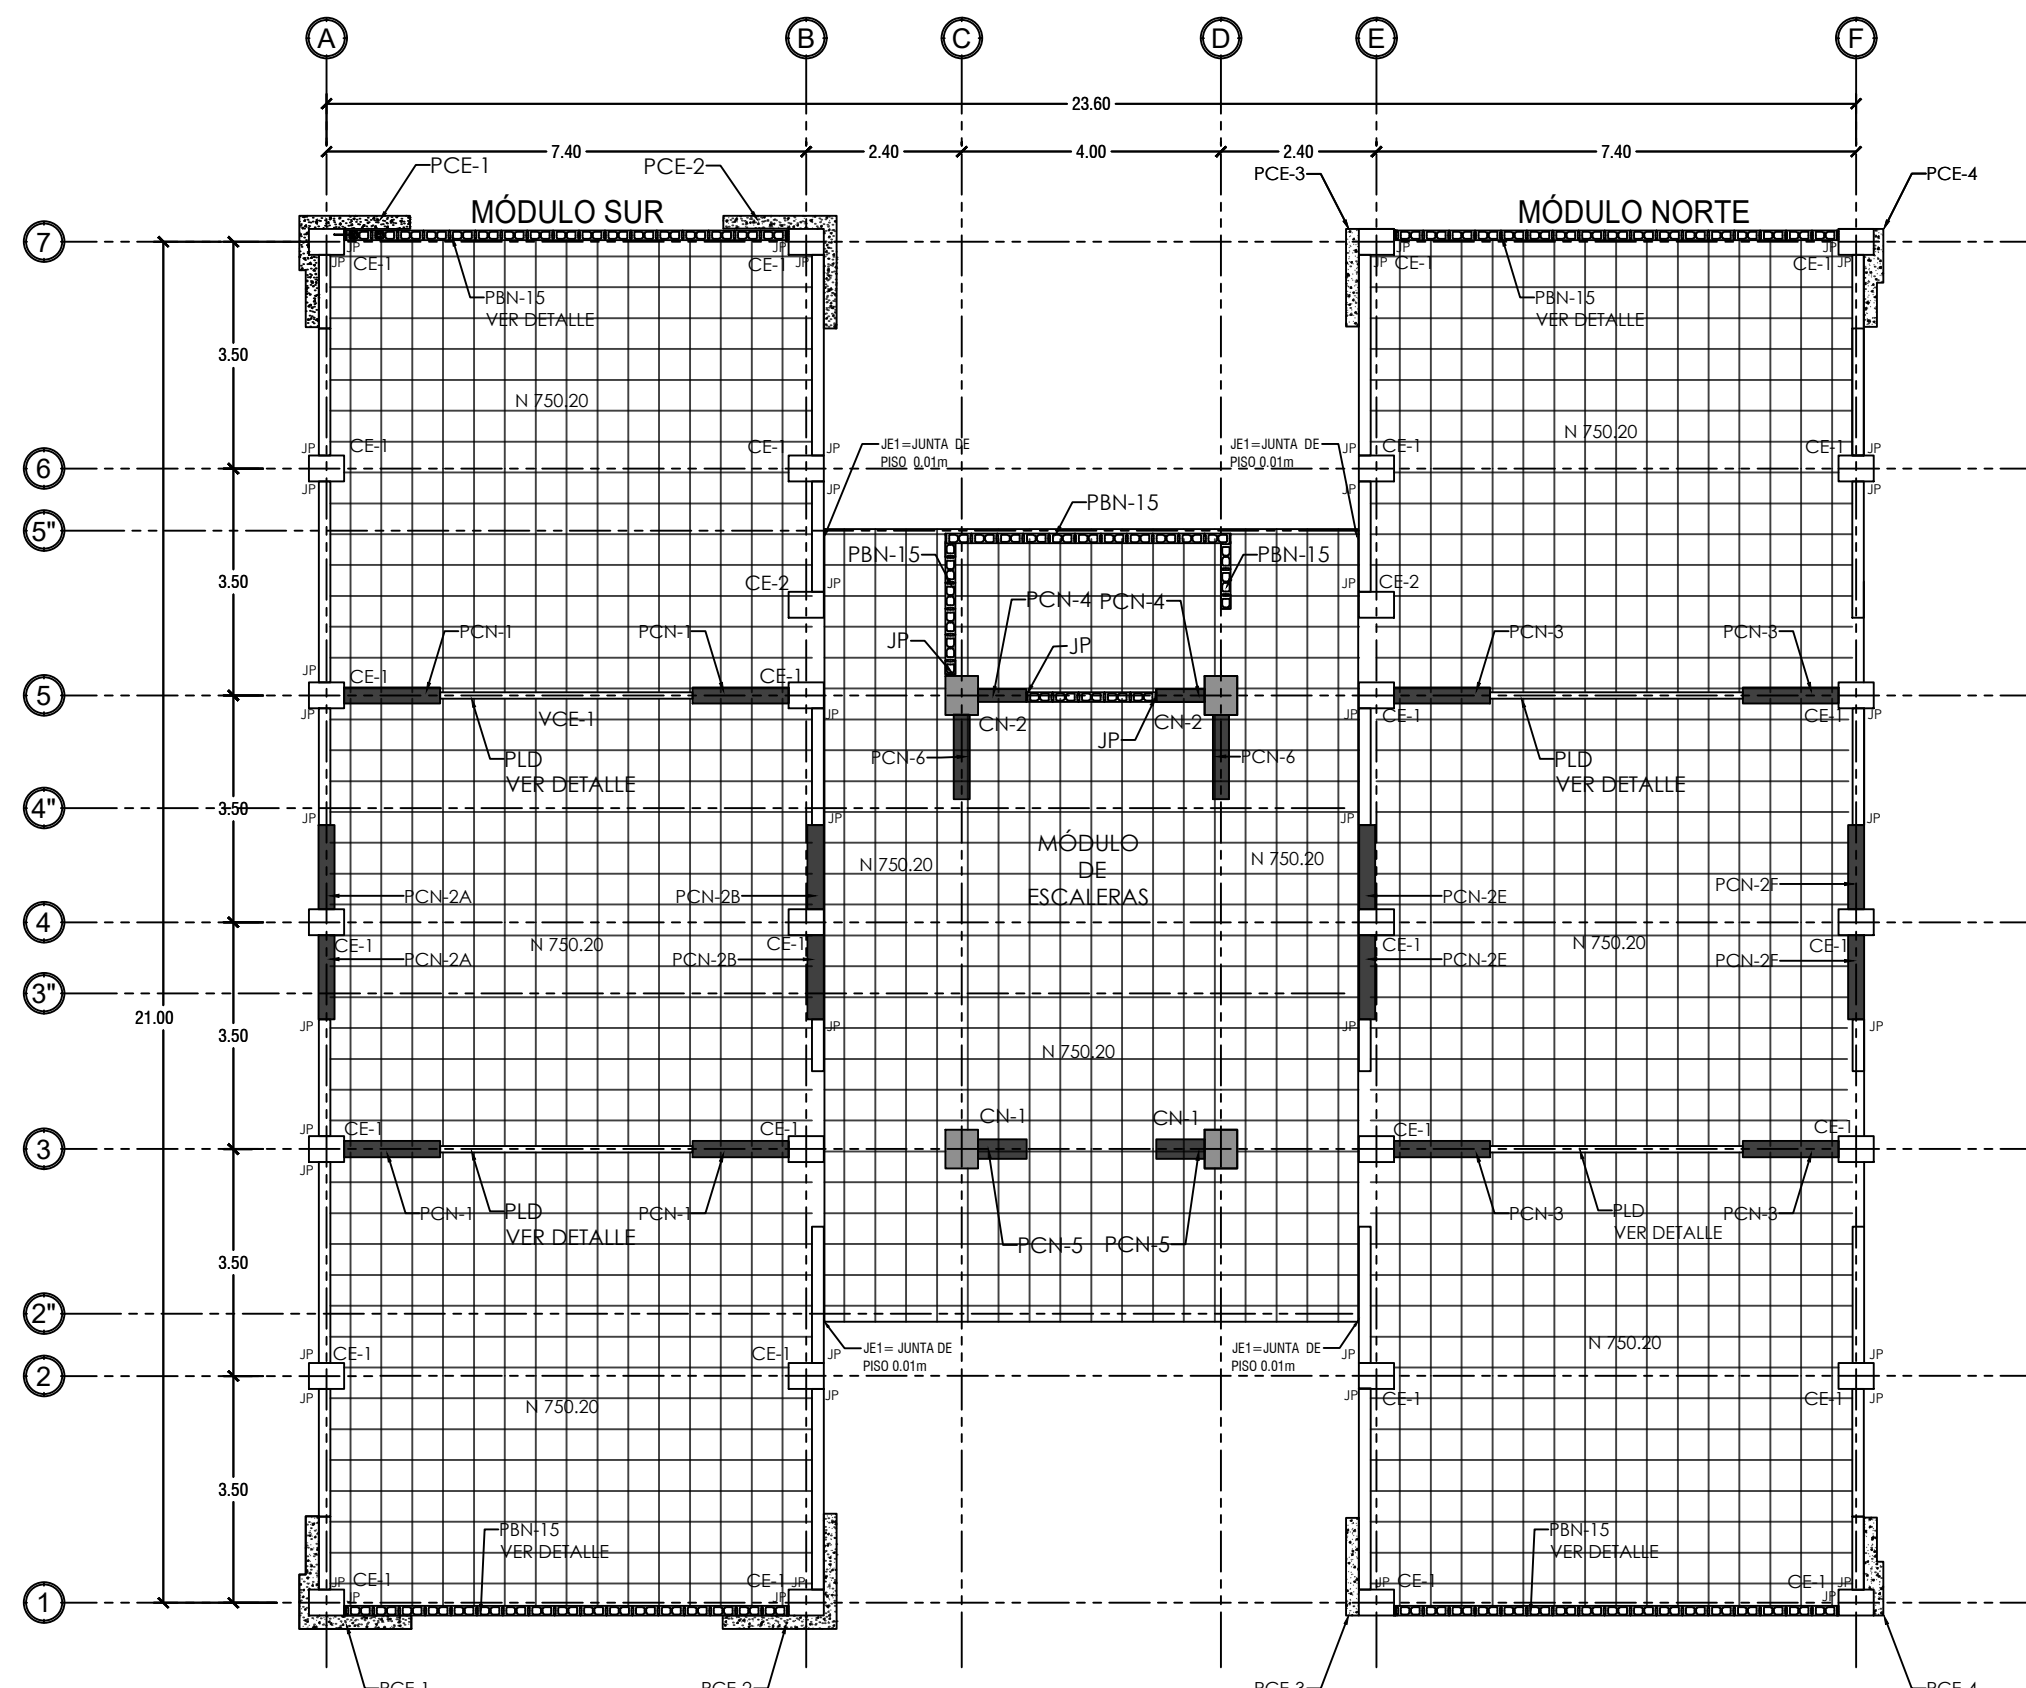 A B C D E F
23.60
7.40 2.40 4.00 2.40 7.40
PCE-1 PCE-2 PCE-3 PCE-4
MÓDULO SUR MÓDULO NORTE
7
JP JP JP JP
JP CE-1 CE-1 JP JP CE-1 CE-1 JP
PBN-15 PBN-15
VER DETALLE VER DETALLE
3.50
N 750.20
N 750.20
JP CE-1 CE-1 JP JE1=JUNTA DE JE1=JUNTA DE JP CE-1 CE-1 JP
PISO 0.01m PISO 0.01m
6
JP JP JP JP
PBN-15
5"
PBN-15 PBN-15
3.50 CE-2 JP JP CE-2
PCN-4 PCN-4
PCN-1 PCN-1 PCN-3 PCN-3
JP JP
JP CE-1 CE-1
5
JP VCE-1 JP CN-2 CN-2 JP CE-1 CE-1 JP
JP
PCN-6 PCN-6
PLD PLD
VER DETALLE VER DETALLE
4" 3.50
JP JP JP JP
MÓDULO
N 750.20 DE N 750.20
ESCALERAS
PCN-2A PCN-2B PCN-2E PCN-2F
4
CE-1 N 750.20 CE-1 CE-1 N 750.20 CE-1
PCN-2A PCN-2B PCN-2E PCN-2F
3"
21.00
JP JP JP JP
3.50
N 750.20
CN-1 CN-1
JP CE-1 CE-1 CE-1 CE-1
3
JP
PCN-1 PLD PCN-1 PCN-3 PLD PCN-3
VER DETALLE VER DETALLE
PCN-5 PCN-5
3.50
2"
JE1= JUNTA DE JE1=JUNTA DE N 750.20
PISO 0.01m PISO 0.01m
JP CE-1 CE-1 JP JP JP
2
JP JP JP CE-1 CE-1 JP
N 750.20
3.50
PBN-15 PBN-15
VER DETALLE VER DETALLE
JP CE-1 CE-1 JP JP CE-1 CE-1 JP
JP JP JP
1
PCE-1 PCE-2 PCE-3 PCE-4